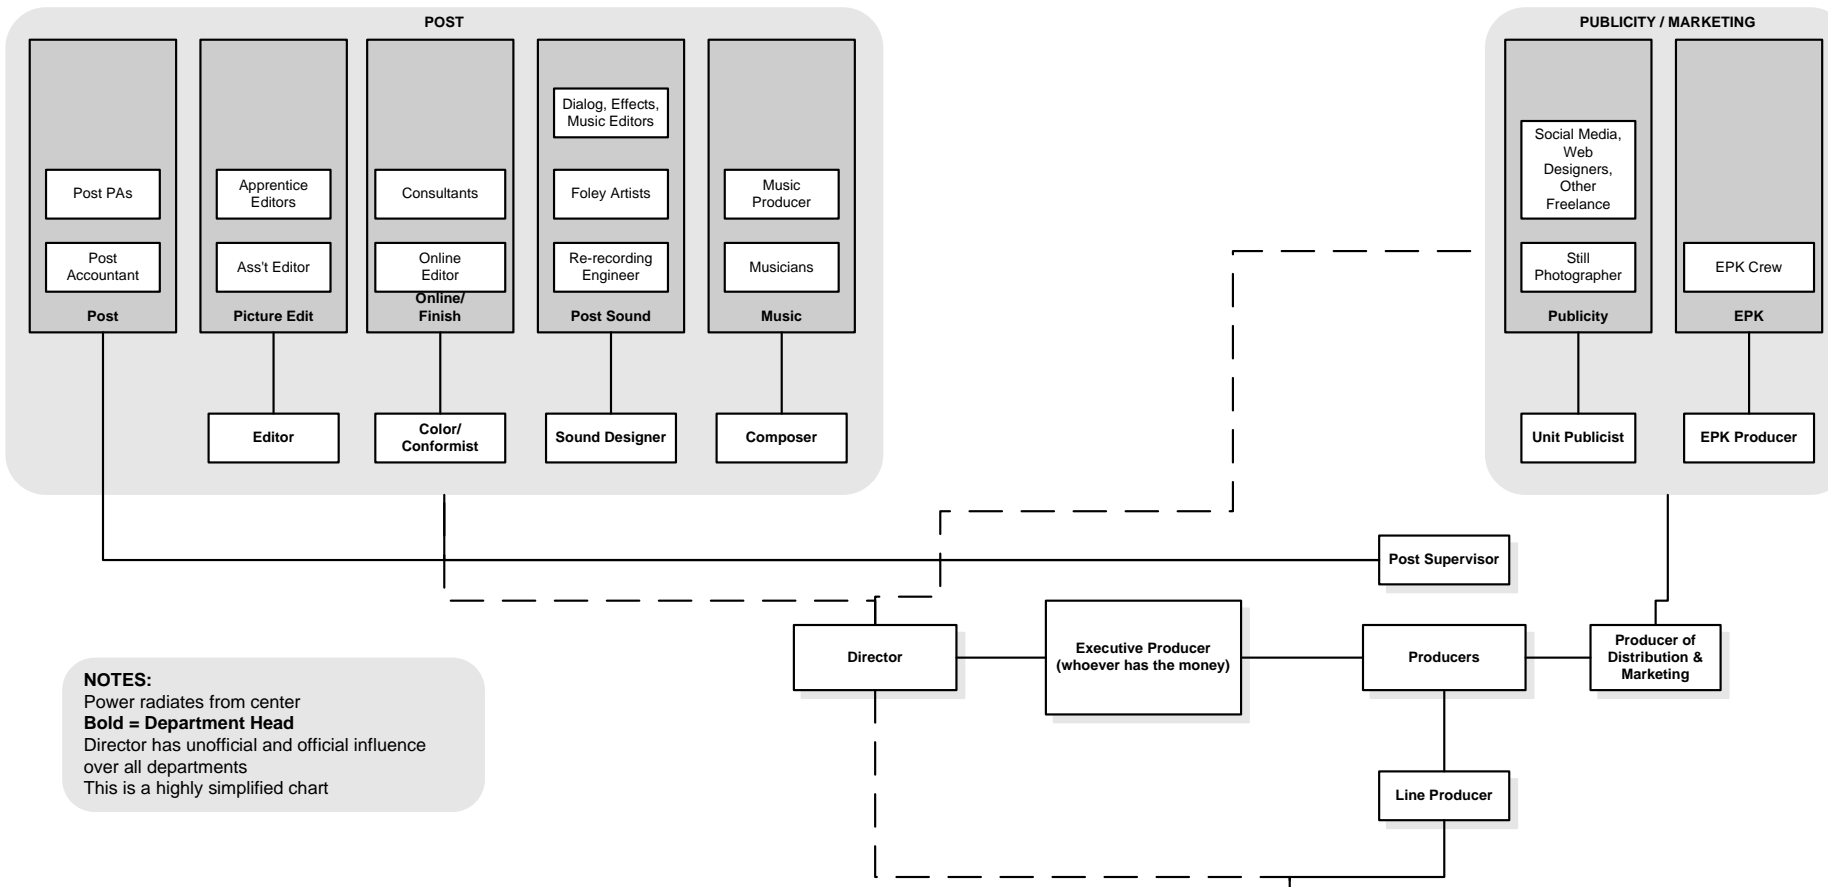 POST
Post PAs
Post
Accountant
Post
Apprentice
Editors
Ass't Editor
Picture Edit
Consultants
Online
Editor
Online/
Finish
Dialog, Effects,
Music Editors
Foley Artists
Re-recording
Engineer
Post Sound
Music
Producer
Musicians
Music
Editor
Color/
Conformist
Sound Designer
Composer
PUBLICITY / MARKETING
Social Media,
Web
Designers,
Other
Freelance
Still
Photographer
Publicity
EPK Crew
EPK
Unit Publicist
EPK Producer
Post Supervisor
Director
Executive Producer
(whoever has the money)
Producers
Producer of
Distribution &
Marketing
Line Producer
NOTES:
Power radiates from center
Bold = Department Head
Director has unofficial and official influence
over all departments
This is a highly simplified chart